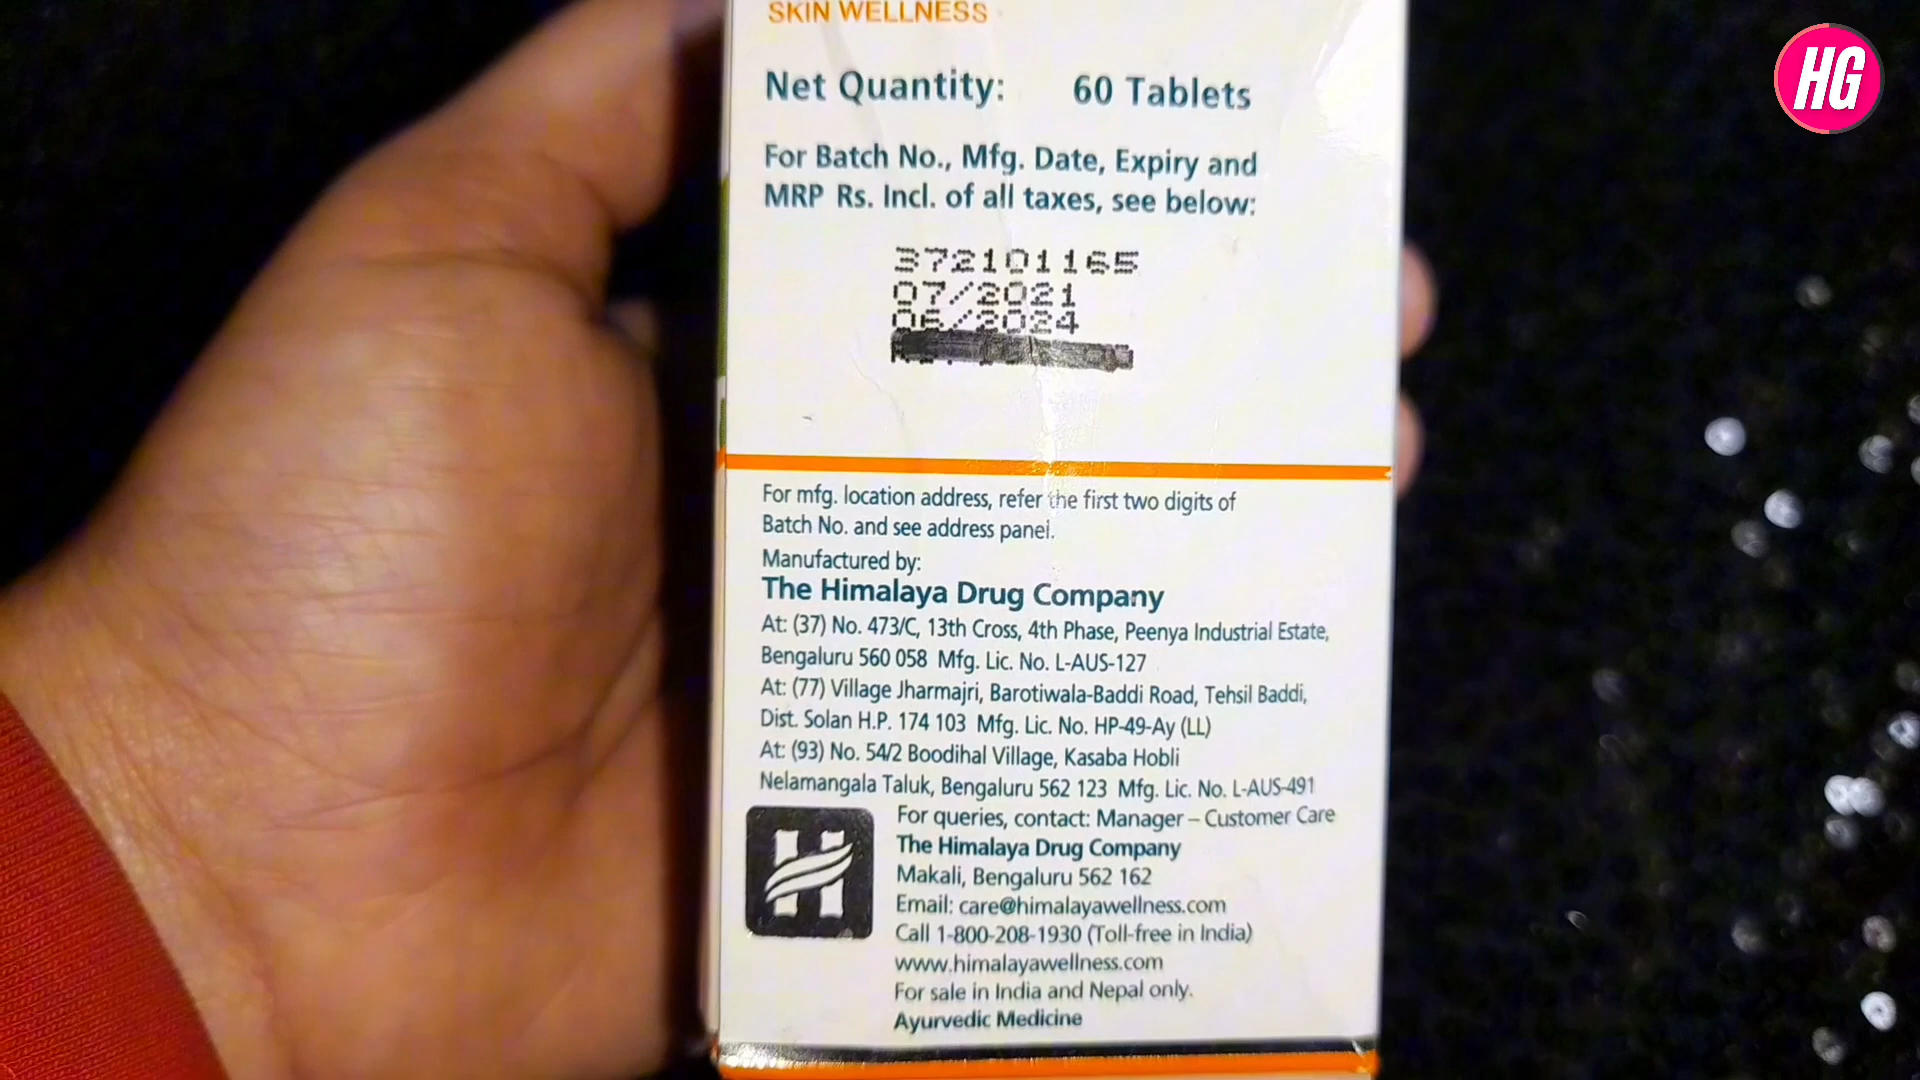 HG
SKIN WELLNESS
Net Quantity: 60 Tablets
For Batch No., Mfg. Date, Expiry and
MRP Rs. Incl. of all taxes, see below:
372101165
07/2021
06/2024
For mfg. location address, refer the first two digits of
Batch No. and see address panel.
Manufactured by:
The Himalaya Drug Company
At: (37) No. 473/C, 13th Cross, 4th Phase, Peenya Industrial Estate,
Bengaluru 560 058 Mfg. Lic. No. L-AUS-127
At: (77) Village Jharmajri, Barotiwala-Baddi Road, Tehsil Baddi,
Dist. Solan H.P. 174 103 Mfg. Lic. No. HP-49-Ay (LL)
At: (93) No. 54/2 Boodihal Village, Kasaba Hobli
Nelamangala Taluk, Bengaluru 562 123 Mfg. Lic. No. L-AUS-491
For queries, contact: Manager – Customer Care
The Himalaya Drug Company
Makali, Bengaluru 562 162
Email: care@himalayawellness.com
Call 1-800-208-1930 (Toll-free in India)
www.himalayawellness.com
For sale in India and Nepal only.
Ayurvedic Medicine